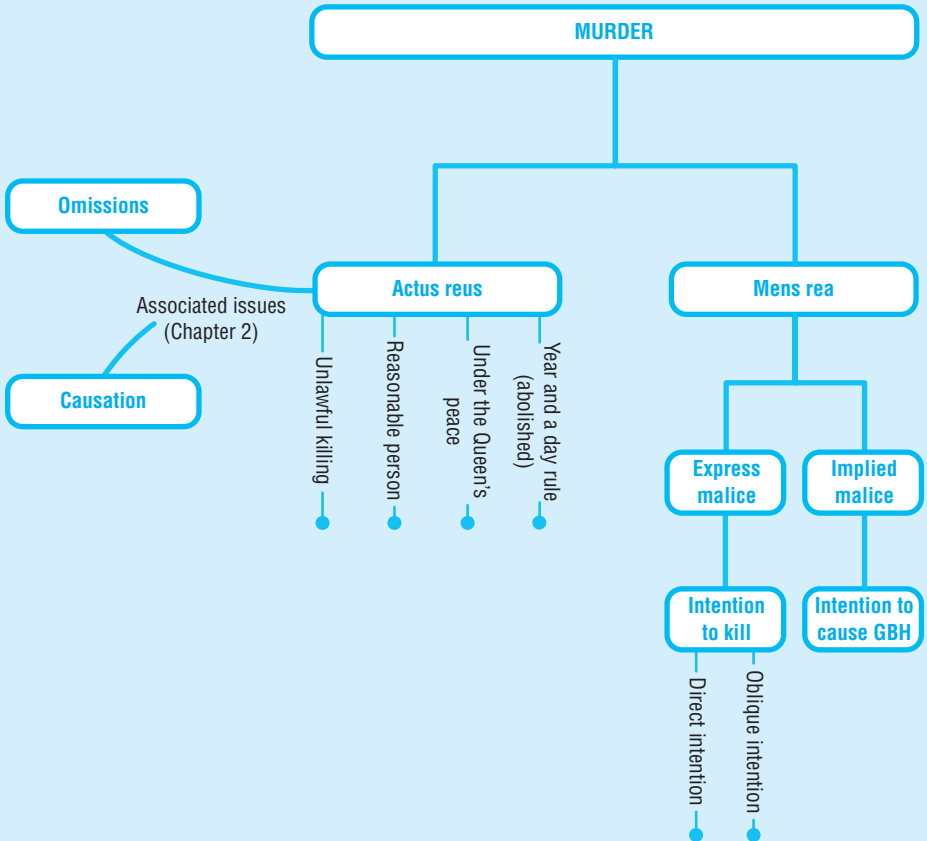 MURDER
Omissions
Actus reus
Mens rea
Associated issues
(Chapter 2)
Causation
Unlawful killing
Reasonable person
Under the Queen's
peace
Year and a day rule
(abolished)
Express
malice
Implied
malice
Intention
to kill
Intention to
cause GBH
Direct intention
Oblique intention